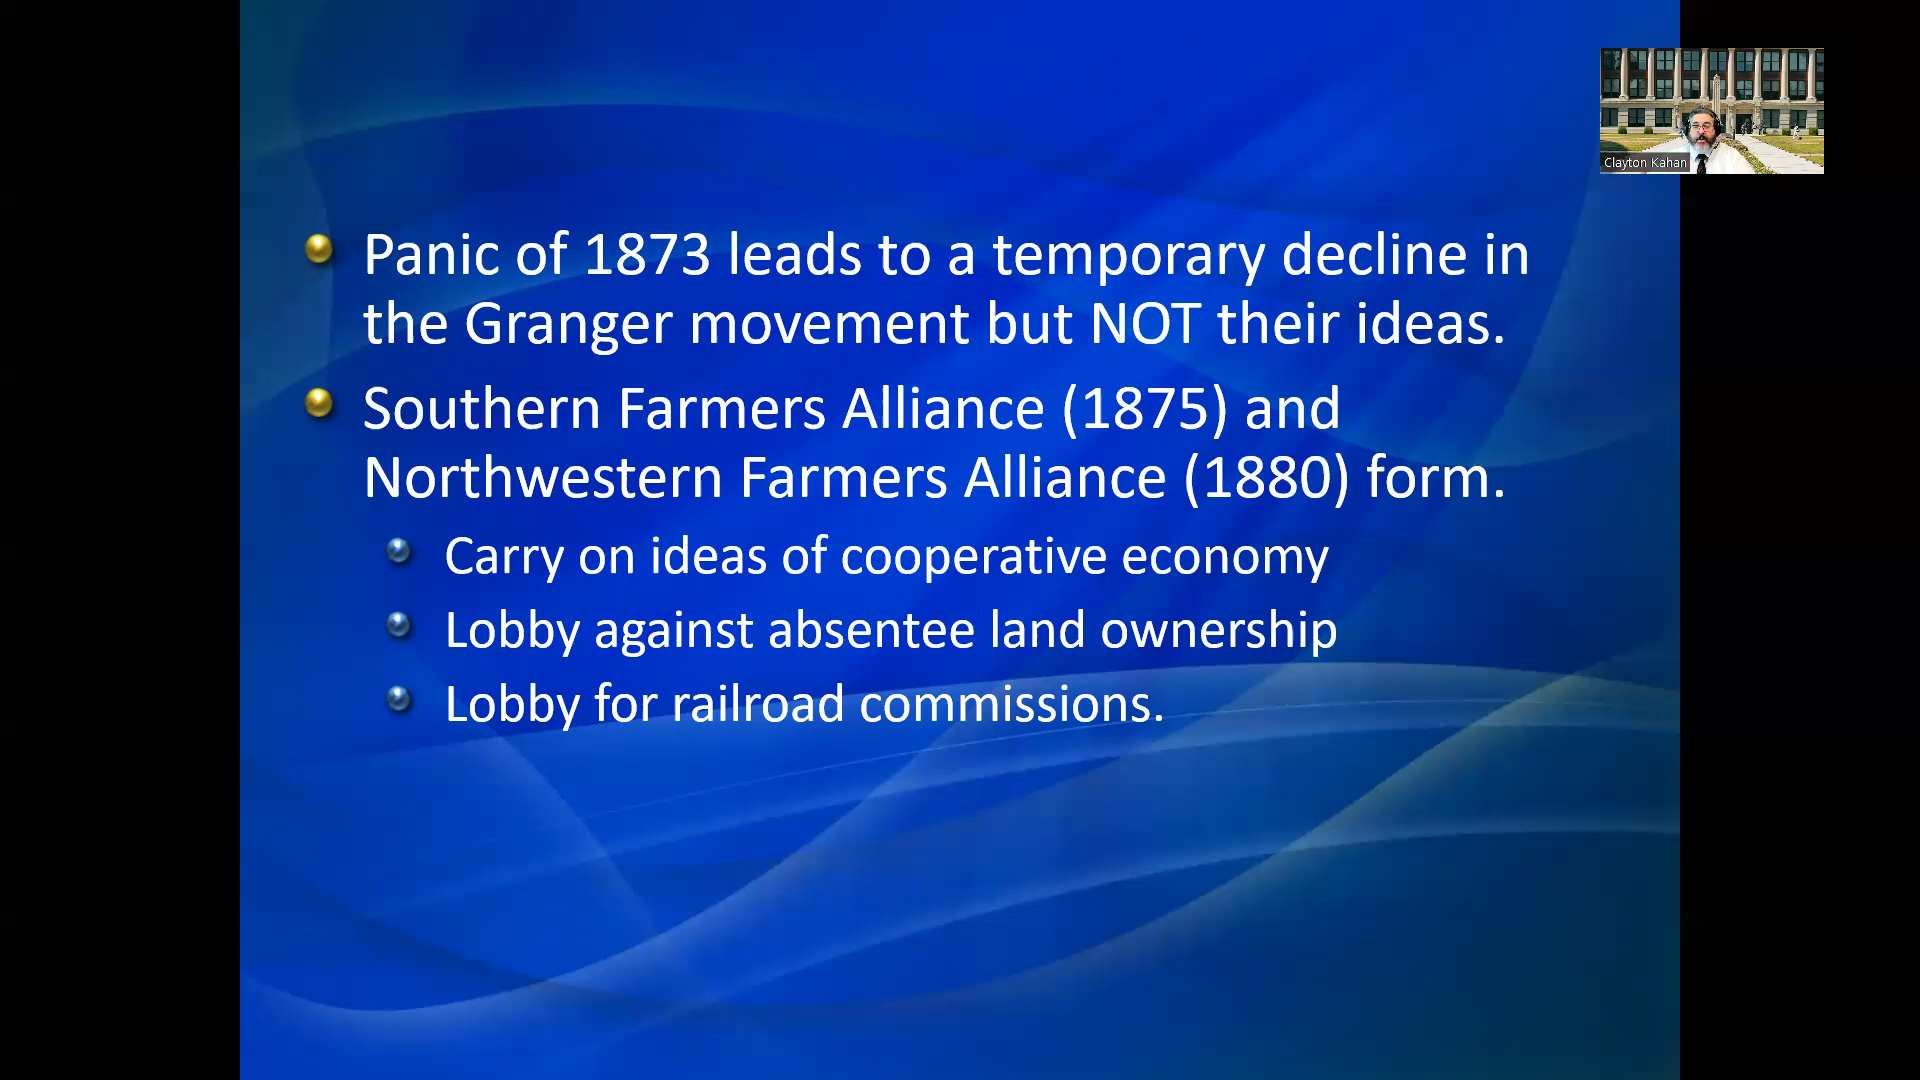 Panic of 1873 leads to a temporary decline in
the Granger movement but NOT their ideas.
Southern Farmers Alliance (1875) and
Northwestern Farmers Alliance (1880) form.
Carry on ideas of cooperative economy
Lobby against absentee land ownership
Lobby for railroad commissions.
Clayton Kahan